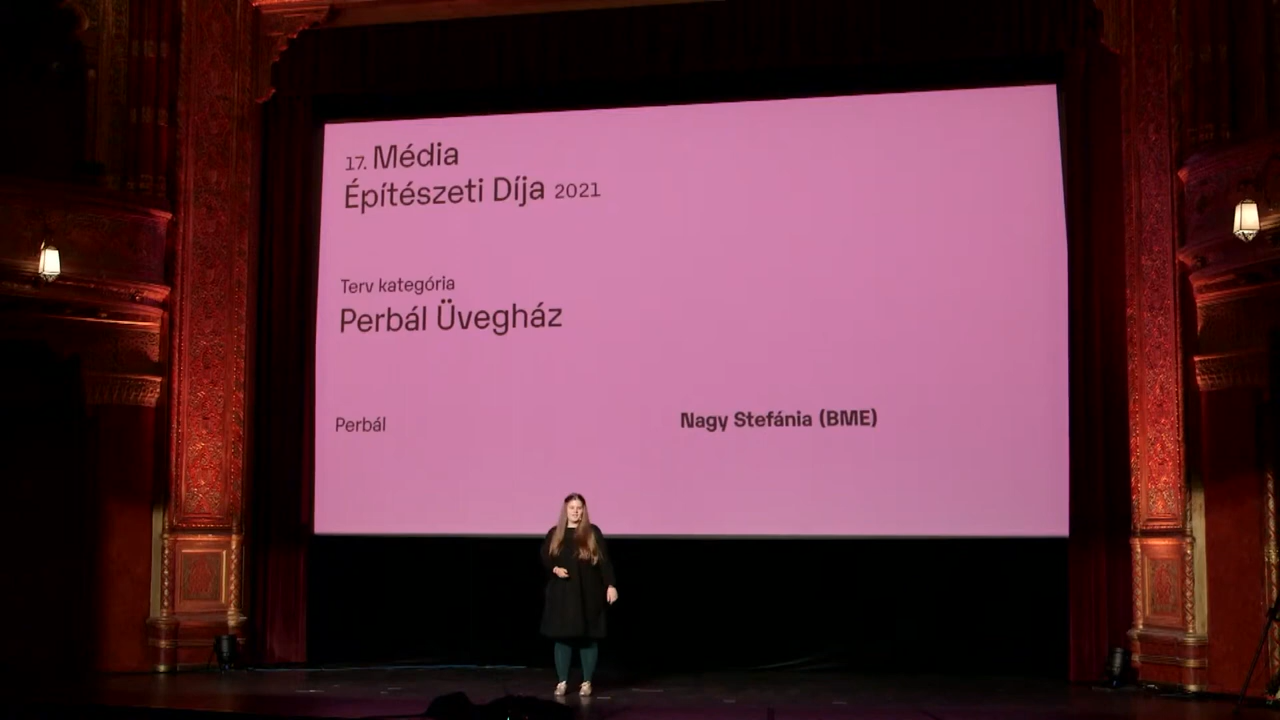 17. Média
Építészeti Díja 2021
Terv kategória
Perbál Üvegház
Perbál
Nagy Stefánia (BME)